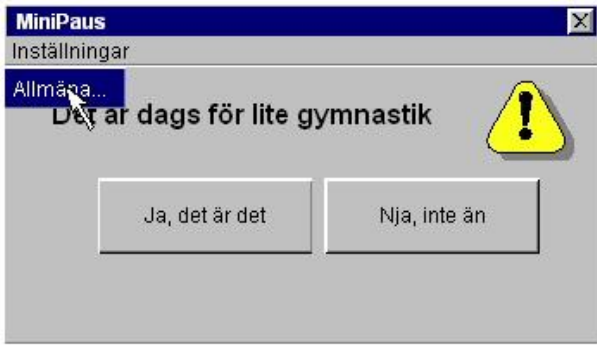 MiniPaus
Inställningar
Allmäna...
Det är dags för lite gymnastik
Ja, det är det
Nja, inte än